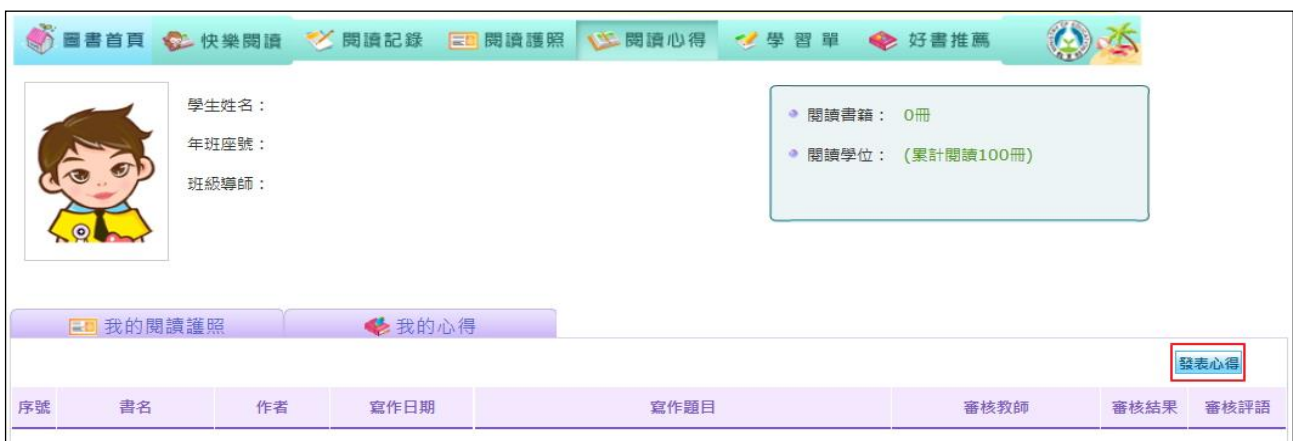 圖書首頁 快樂閱讀 閱讀記錄 閱讀護照 閱讀心得 學習單 好書推薦
學生姓名：
年班座號：
班級導師：
閱讀書籍： 0冊
閱讀學位： (累計閱讀100冊)
我的閱讀護照 我的心得
發表心得
序號 書名 作者 寫作日期 寫作題目 審核教師 審核結果 審核評語